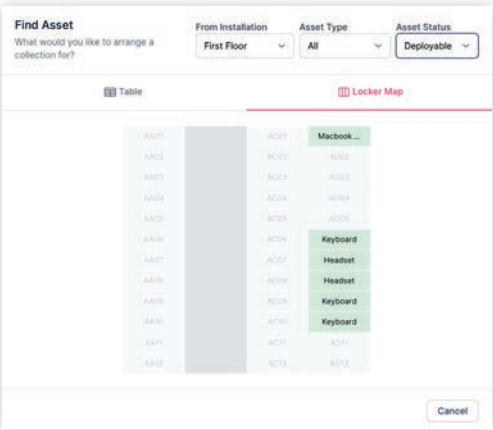 Find Asset
What would you like to arrange a
collection for?
From Installation
First Floor
Asset Type
All
Asset Status
Deployable
Table
Locker Map
AA01 AC01 Macbook ...
AA02 AC02 AD02
AA03 AC03 AD03
AA04 AC04 AD04
AA05 AC05 AD05
AA06 AC06 Keyboard
AA07 AC07 Headset
AA08 AC08 Headset
AA09 AC09 Keyboard
AA10 AC10 Keyboard
AA11 AC11 AD11
AA12 AC12 AD12
Cancel